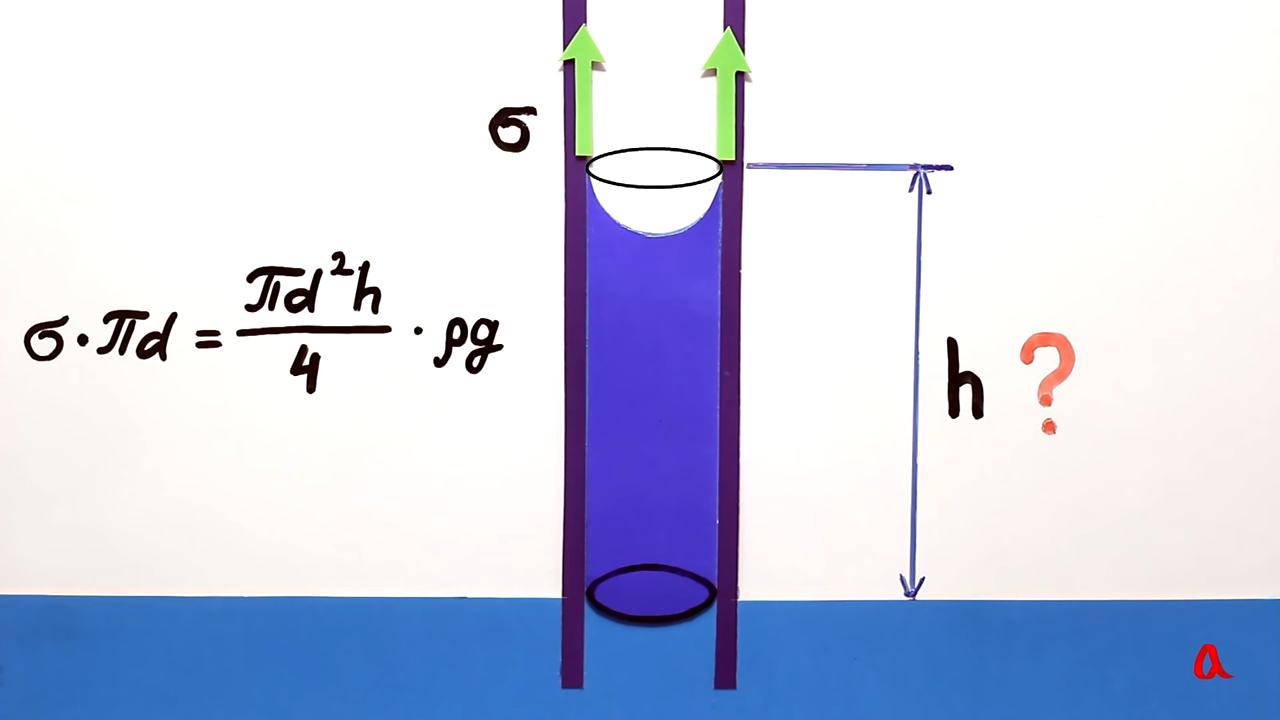 σ
σ · πd = πd²h / 4 · ρg
h ?
a